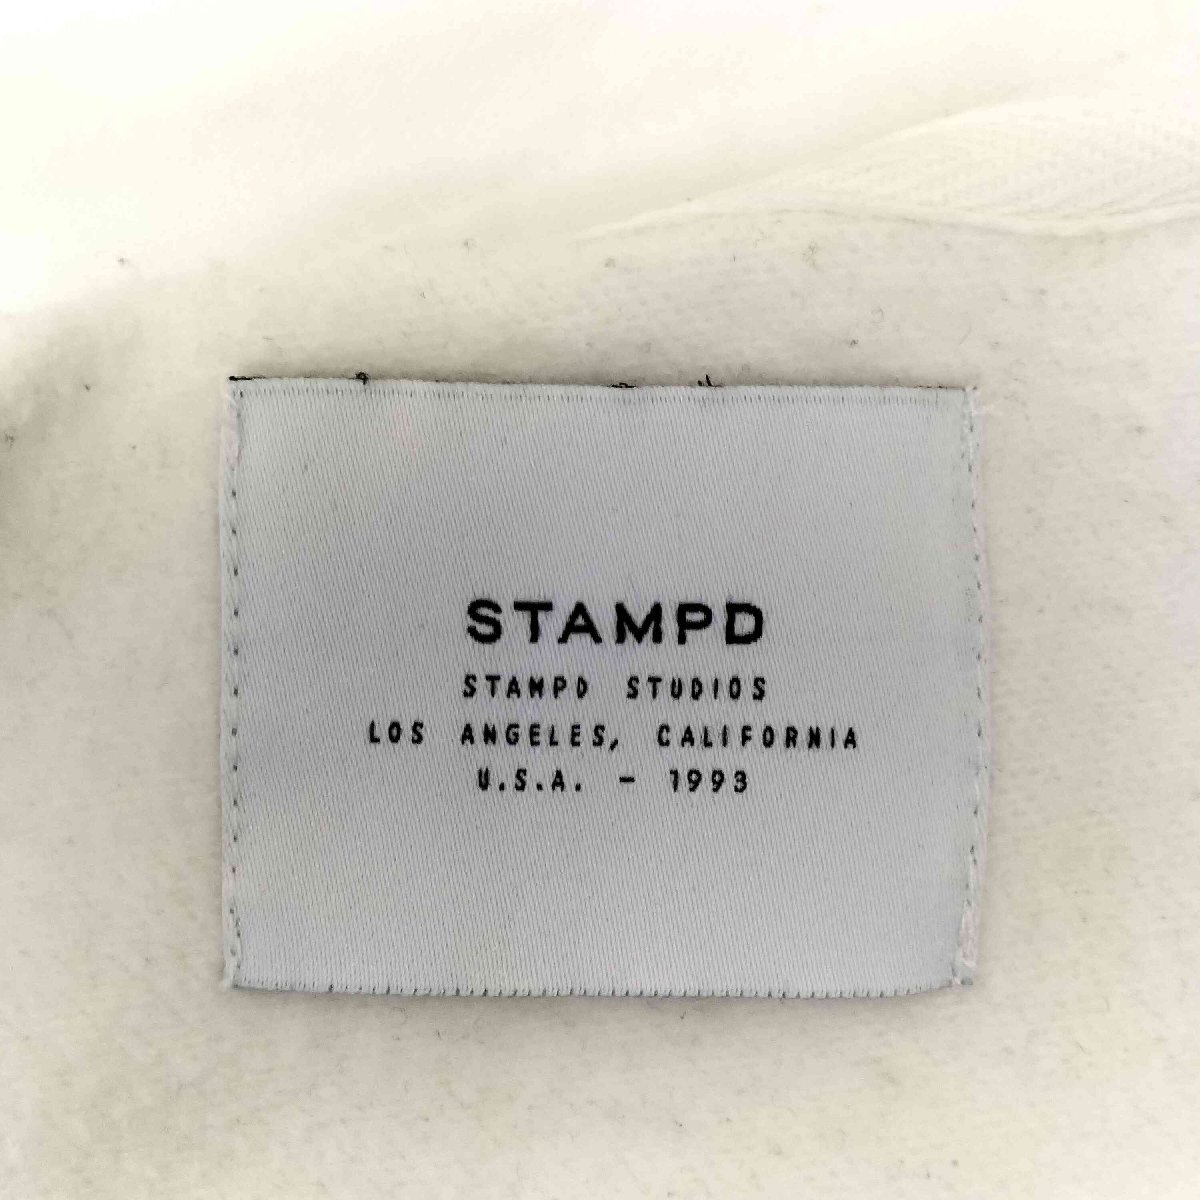 STAMPD
STAMPD STUDIOS
LOS ANGELES, CALIFORNIA
U.S.A. - 1993